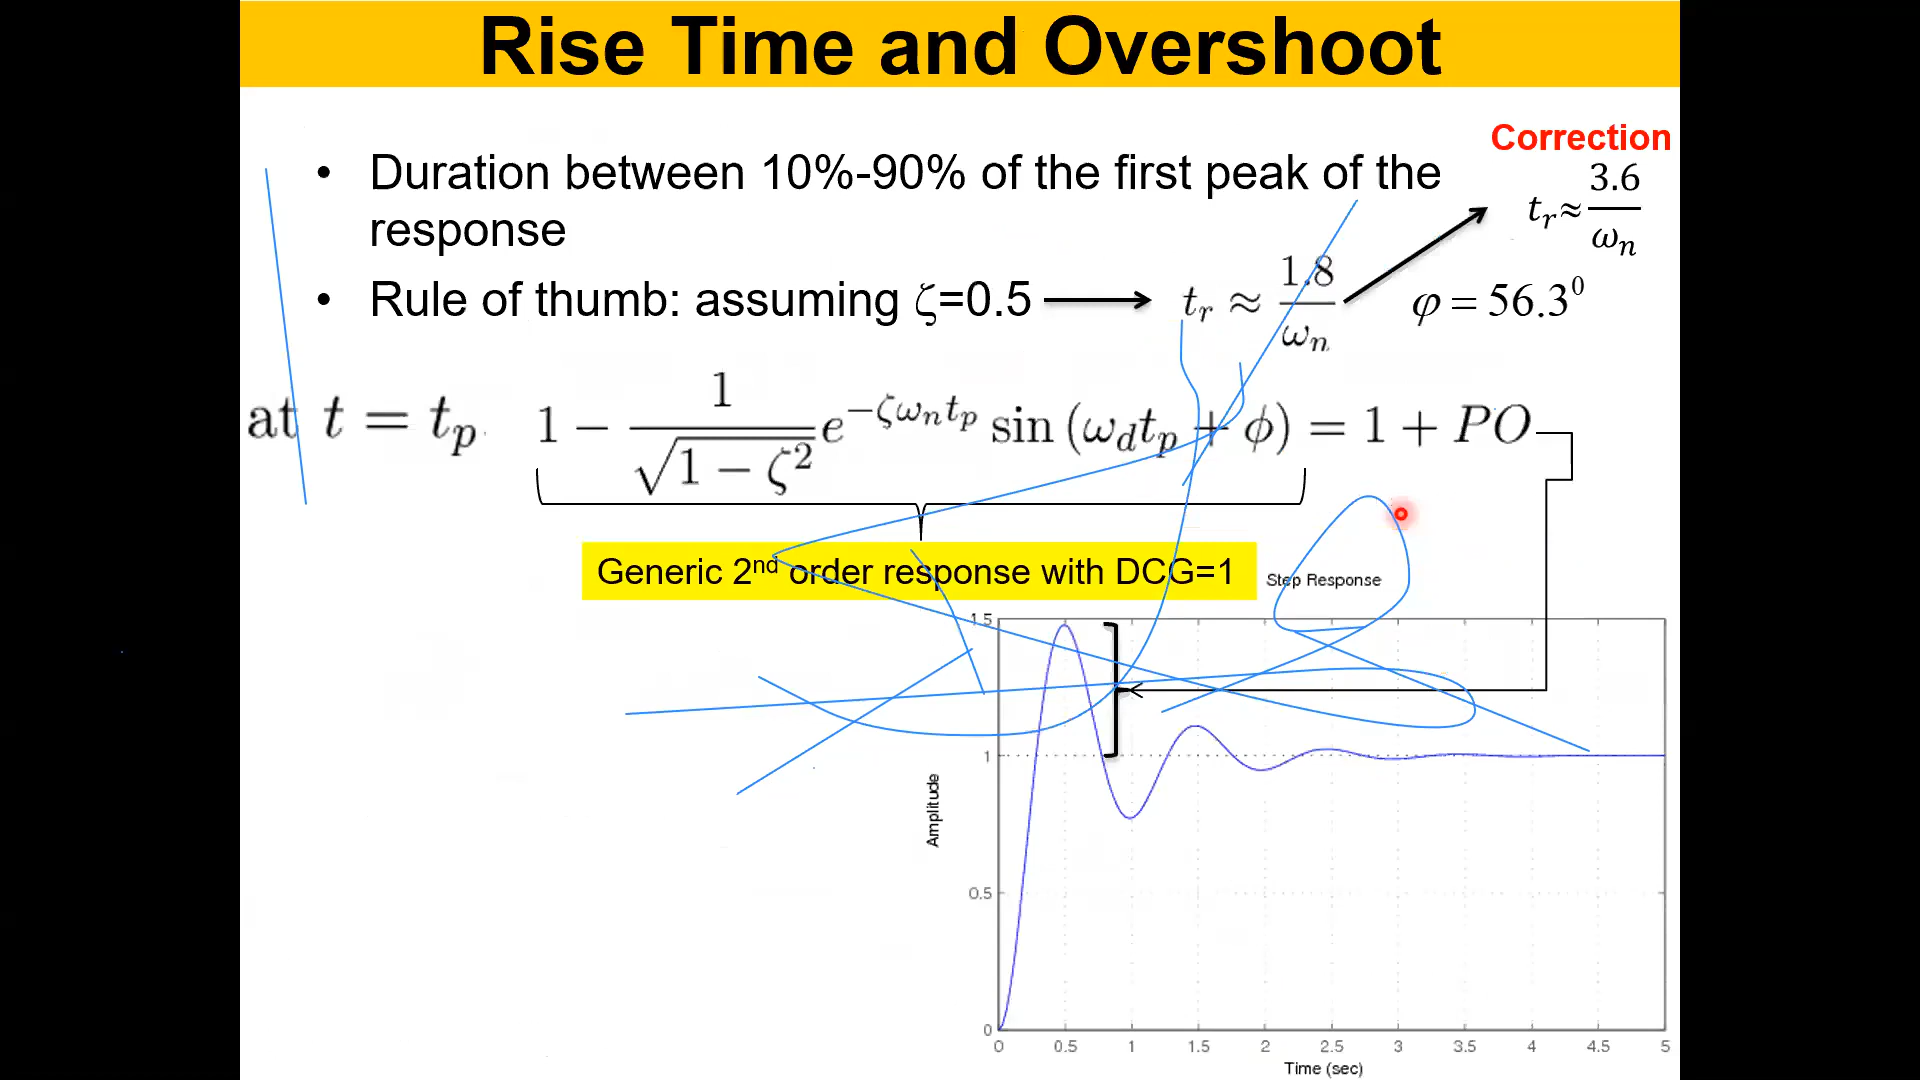 Rise Time and Overshoot
Correction
• Duration between 10%-90% of the first peak of the
response
t_r ≈ 3.6/ω_n
• Rule of thumb: assuming ζ=0.5 → t_r ≈ 1.8/ω_n
φ = 56.3⁰
at t = t_p   1 − 1/√(1 − ζ²) e^(−ζω_n t_p) sin (ω_d t_p + ϕ) = 1 + PO
Generic 2nd order response with DCG=1
Step Response
1.5
1
0.5
0
Amplitude
0 0.5 1 1.5 2 2.5 3 3.5 4 4.5 5
Time (sec)